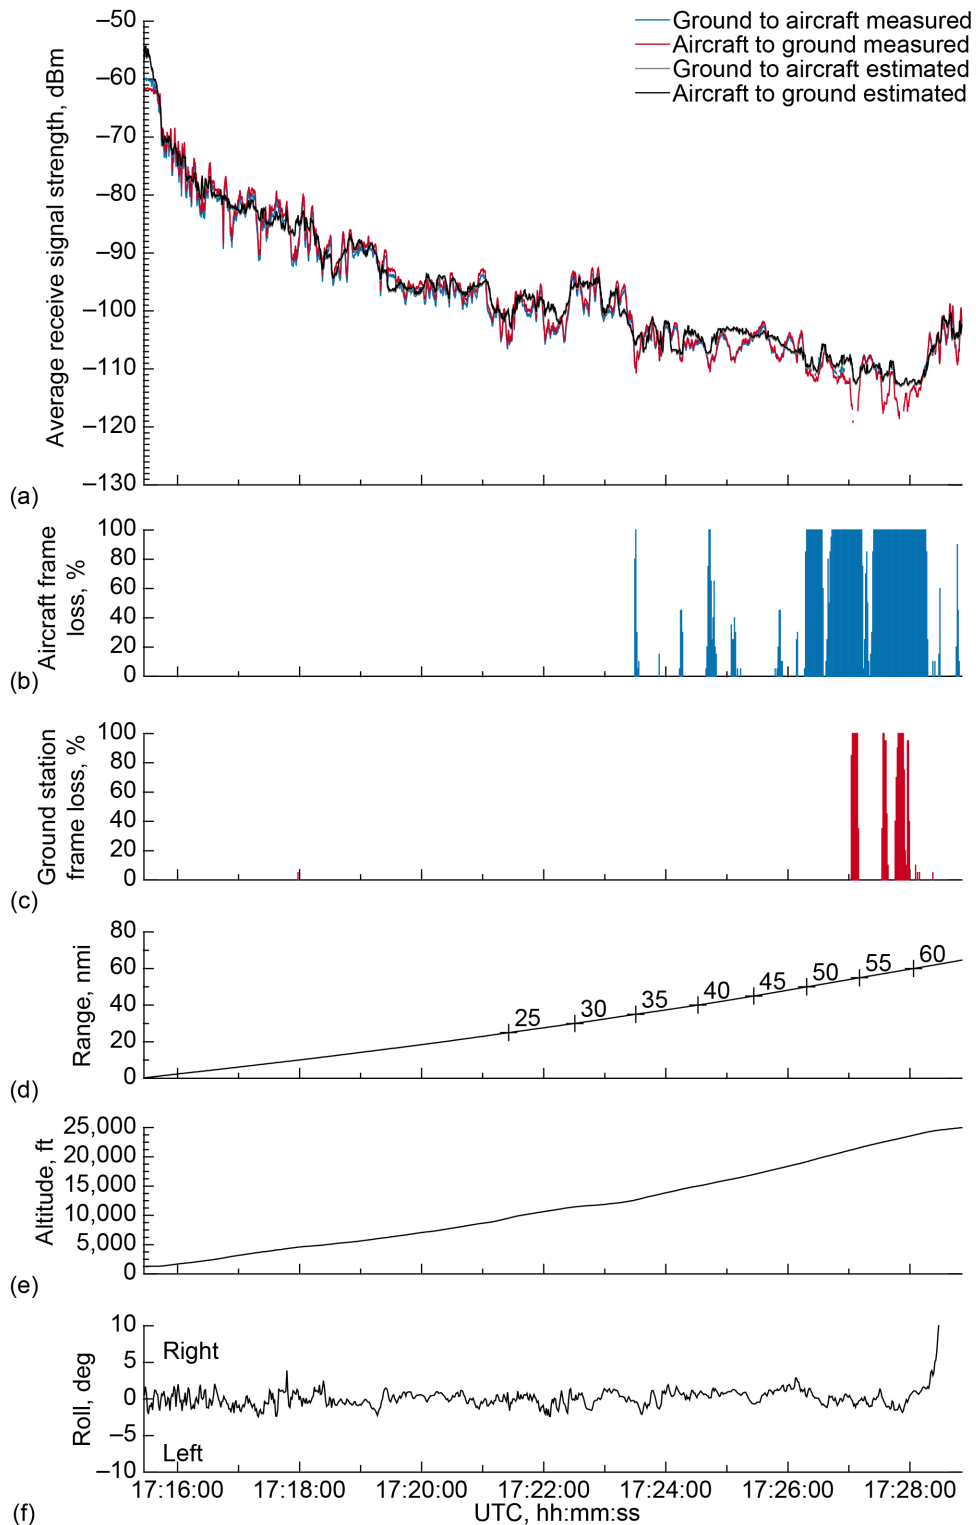 Ground to aircraft measured
Aircraft to ground measured
Ground to aircraft estimated
Aircraft to ground estimated
Average receive signal strength, dBm
–50
–60
–70
–80
–90
–100
–110
–120
–130
(a)
Aircraft frame
loss, %
100
80
60
40
20
0
(b)
Ground station
frame loss, %
100
80
60
40
20
0
(c)
Range, nmi
80
60
40
20
0
25
30
35
40
45
50
55
60
(d)
Altitude, ft
25,000
20,000
15,000
10,000
5,000
0
(e)
Roll, deg
10
5
0
–5
–10
Right
Left
17:16:00 17:18:00 17:20:00 17:22:00 17:24:00 17:26:00 17:28:00
UTC, hh:mm:ss
(f)